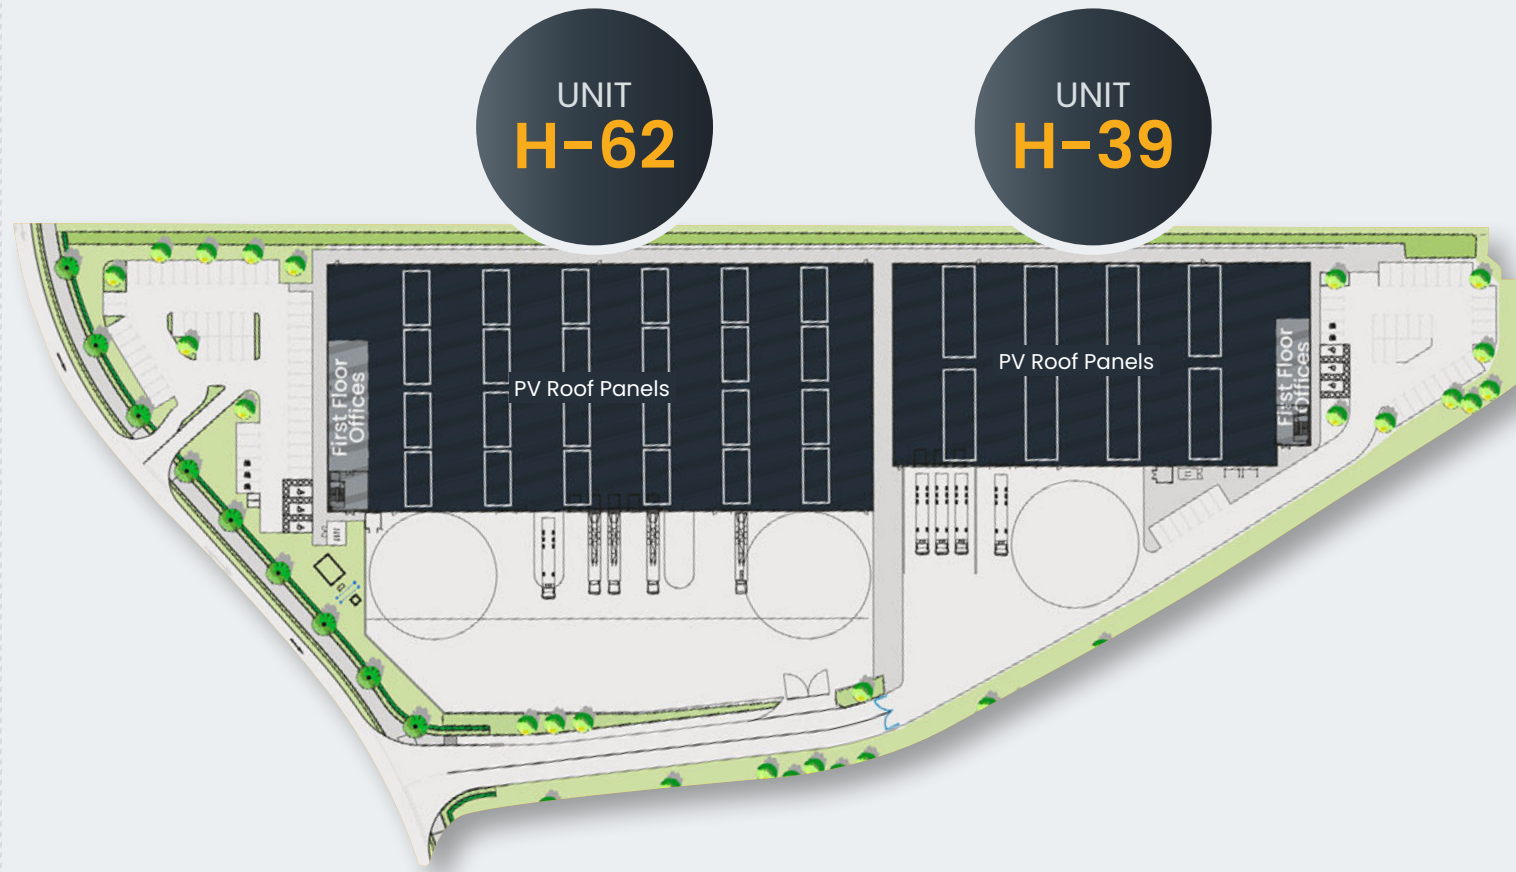 UNIT
H-62
UNIT
H-39
First Floor
Offices
PV Roof Panels
PV Roof Panels
First Floor
Offices